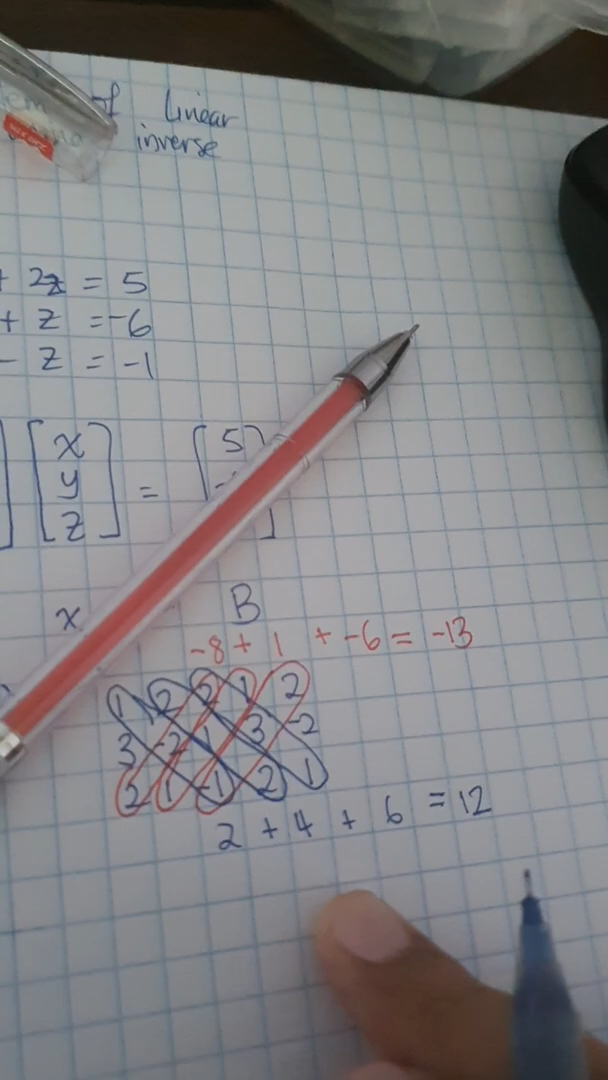 of linear
inverse
+ 2z = 5
+ z = -6
- z = -1
x
y
z
=
5
x B
-8 + 1 + -6 = -13
1 2 2 1 2
3 -2 1 3 -2
2 1 -1 2 1
2 + 4 + 6 = 12